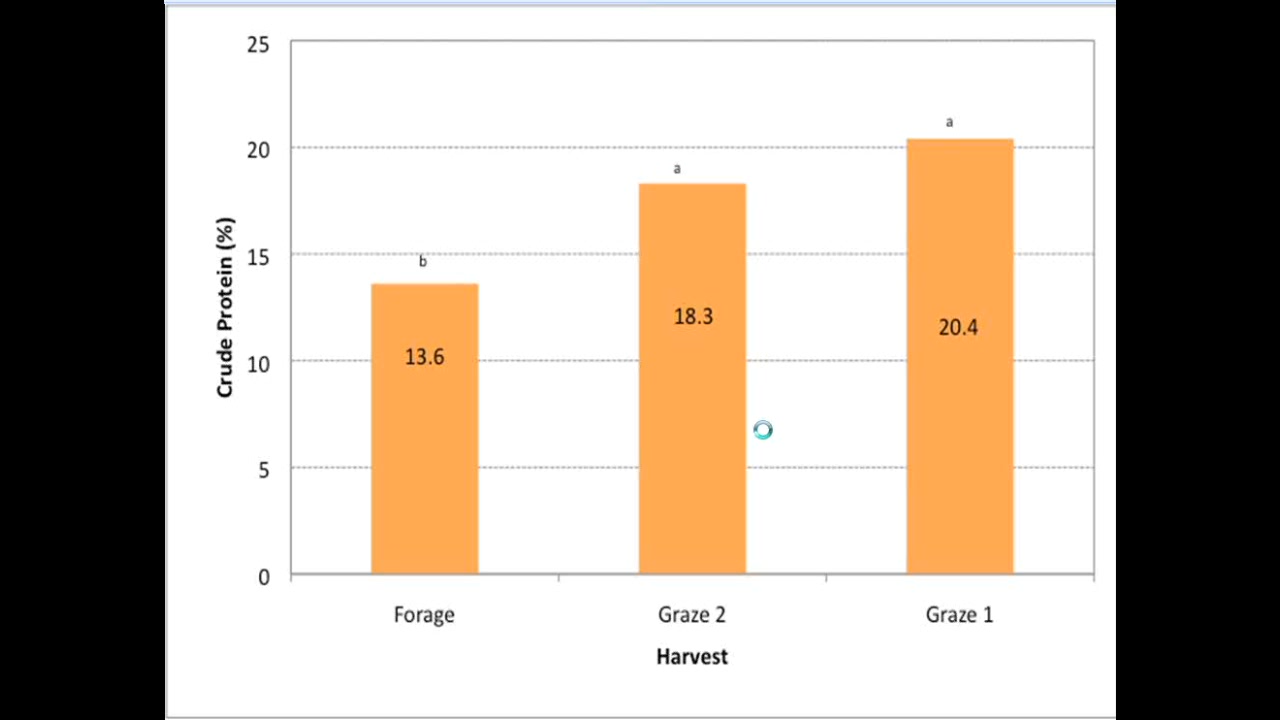 25
20
15
10
5
0
Crude Protein (%)
b
a
a
13.6
18.3
20.4
Forage
Graze 2
Graze 1
Harvest